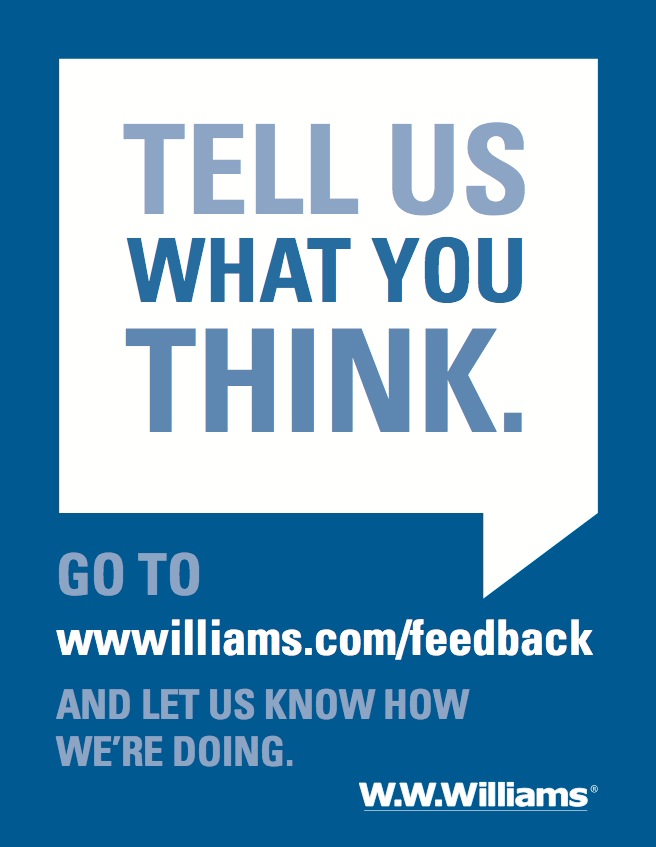 TELL US
WHAT YOU
THINK.
GO TO
wwwilliams.com/feedback
AND LET US KNOW HOW
WE'RE DOING.
W.W.Williams®